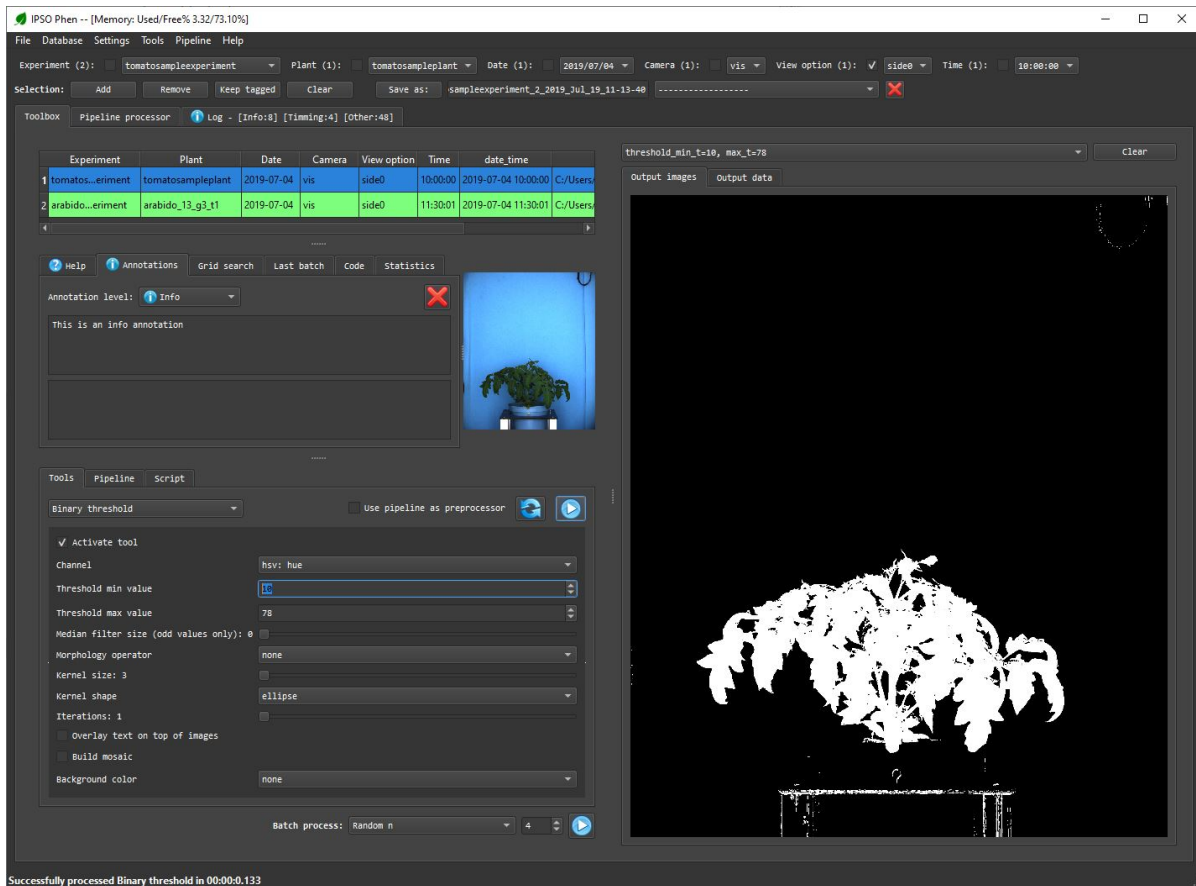 IPSO Phen -- [Memory: Used/Free% 3.32/73.10%]
File Database Settings Tools Pipeline Help
Experiment (2): tomatosampleexperiment Plant (1): tomatosampleplant Date (1): 2019/07/04 Camera (1): vis View option (1): side0 Time (1): 10:00:00
Selection: Add Remove Keep tagged Clear Save as: sampleexperiment_2_2019_Jul_19_11-13-40 ------------------
Toolbox Pipeline processor Log - [Info:8] [Timming:4] [Other:48]
Experiment Plant Date Camera View option Time date_time
1 tomatos...eriment tomatosampleplant 2019-07-04 vis side0 10:00:00 2019-07-04 10:00:00 C:/Users/
2 arabido...eriment arabido_13_g3_t1 2019-07-04 vis side0 11:30:01 2019-07-04 11:30:01 C:/Users/
Help Annotations Grid search Last batch Code Statistics
Annotation level: Info
This is an info annotation
Tools Pipeline Script
Binary threshold Use pipeline as preprocessor
Activate tool
Channel hsv: hue
Threshold min value 10
Threshold max value 78
Median filter size (odd values only): 0
Morphology operator none
Kernel size: 3
Kernel shape ellipse
Iterations: 1
Overlay text on top of images
Build mosaic
Background color none
Batch process: Random n 4
threshold_min_t=10, max_t=78 Clear
Output images Output data
Successfully processed Binary threshold in 00:00:0.133